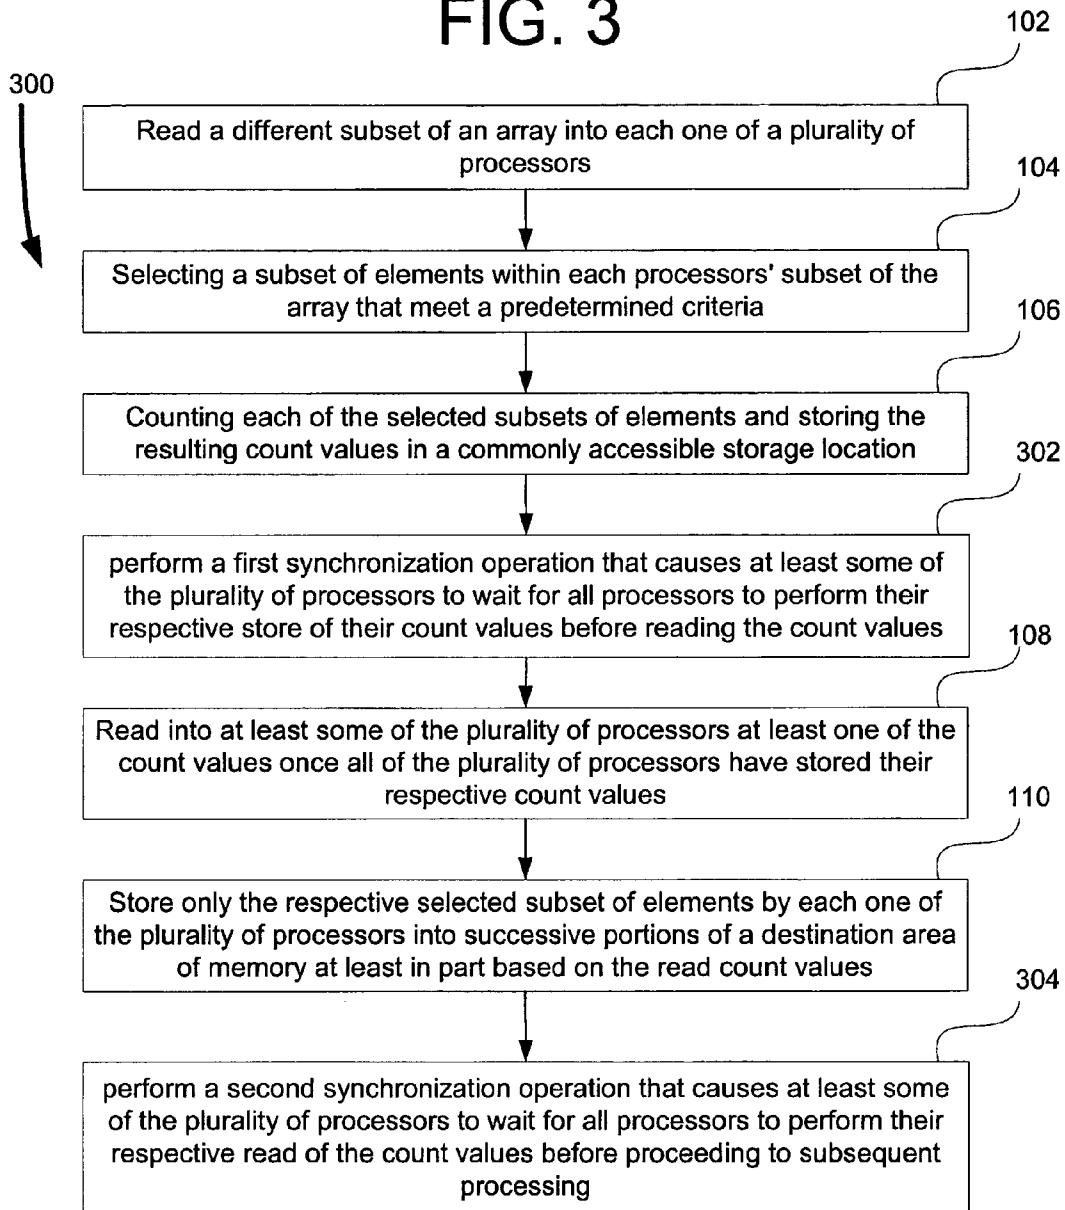 FIG. 3
102
300
Read a different subset of an array into each one of a plurality of
processors
104
Selecting a subset of elements within each processors' subset of the
array that meet a predetermined criteria
106
Counting each of the selected subsets of elements and storing the
resulting count values in a commonly accessible storage location
302
perform a first synchronization operation that causes at least some of
the plurality of processors to wait for all processors to perform their
respective store of their count values before reading the count values
108
Read into at least some of the plurality of processors at least one of the
count values once all of the plurality of processors have stored their
respective count values
110
Store only the respective selected subset of elements by each one of
the plurality of processors into successive portions of a destination area
of memory at least in part based on the read count values
304
perform a second synchronization operation that causes at least some
of the plurality of processors to wait for all processors to perform their
respective read of the count values before proceeding to subsequent
processing